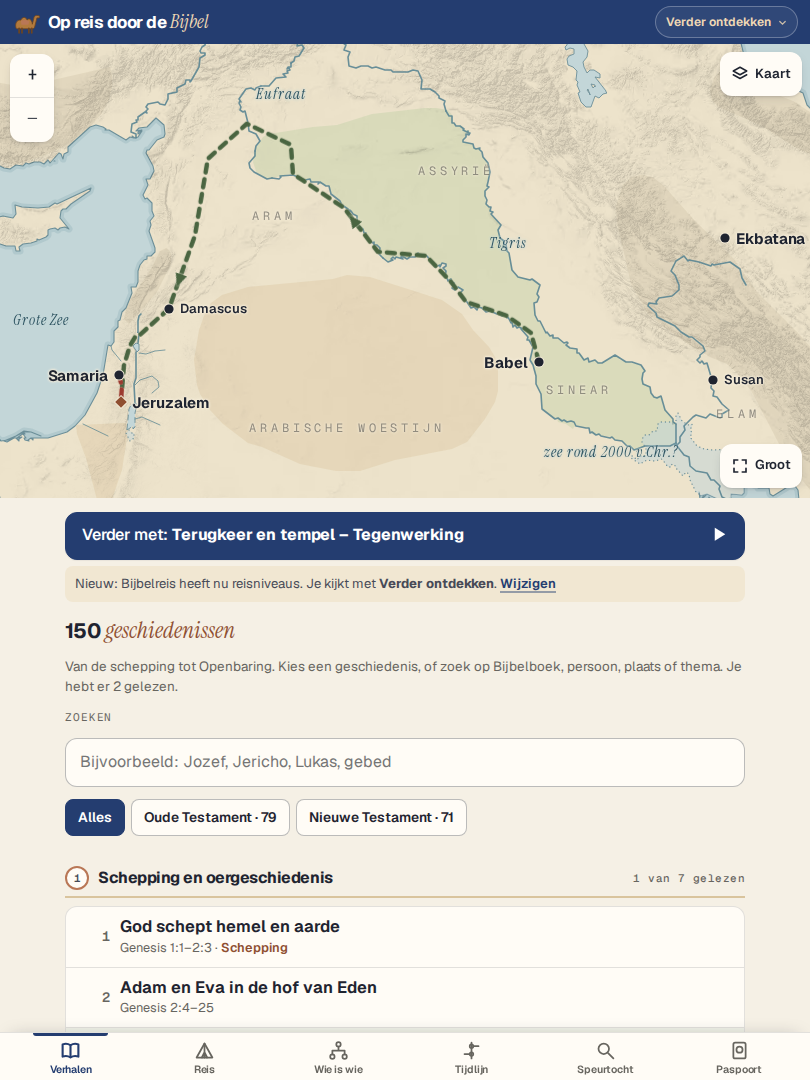 Op reis door de Bijbel
Verder ontdekken
+
Kaart
−
Eufraat
ASSYRIË
ARAM
Tigris
Ekbatana
Damascus
Grote Zee
Babel
Samaria
Susan
SINEAR
Jeruzalem
ELAM
ARABISCHE WOESTIJN
zee rond 2000 v.Chr.?
Groot
Verder met: Terugkeer en tempel – Tegenwerking
Nieuw: Bijbelreis heeft nu reisniveaus. Je kijkt met Verder ontdekken. Wijzigen
150 geschiedenissen
Van de schepping tot Openbaring. Kies een geschiedenis, of zoek op Bijbelboek, persoon, plaats of thema. Je
hebt er 2 gelezen.
ZOEKEN
Bijvoorbeeld: Jozef, Jericho, Lukas, gebed
Alles
Oude Testament · 79
Nieuwe Testament · 71
1 Schepping en oergeschiedenis
1 van 7 gelezen
1 God schept hemel en aarde
Genesis 1:1–2:3 · Schepping
2 Adam en Eva in de hof van Eden
Genesis 2:4–25
Verhalen
Reis
Wie is wie
Tijdlijn
Speurtocht
Paspoort